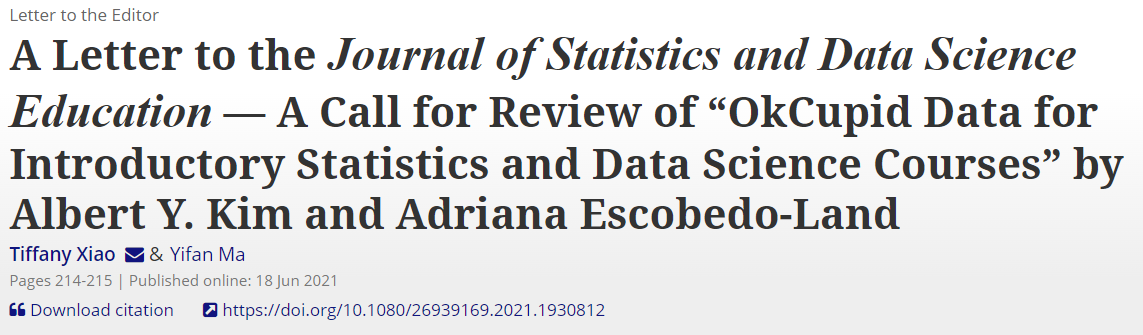 Letter to the Editor
A Letter to the Journal of Statistics and Data Science
Education — A Call for Review of “OkCupid Data for
Introductory Statistics and Data Science Courses” by
Albert Y. Kim and Adriana Escobedo-Land
Tiffany Xiao & Yifan Ma
Pages 214-215 | Published online: 18 Jun 2021
Download citation https://doi.org/10.1080/26939169.2021.1930812